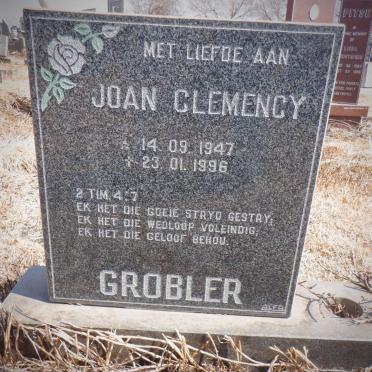 MET LIEFDE AAN
JOAN CLEMENCY
* 14.09.1947
+ 23.01.1996
2 TIM. 4:7
EK HET DIE GOEIE STRYD GESTRY;
EK HET DIE WEDLOOP VOLEINDIG;
EK HET DIE GELOOF BEHOU.
GROBLER